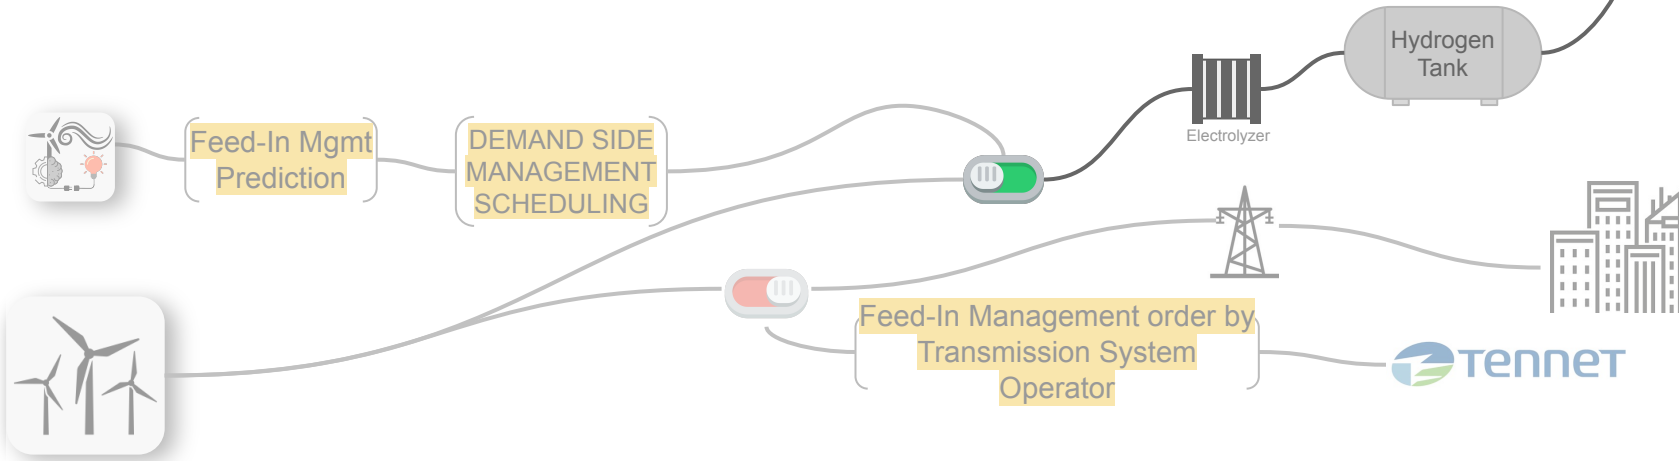 Hydrogen
Tank
Electrolyzer
Feed-In Mgmt
Prediction
DEMAND SIDE
MANAGEMENT
SCHEDULING
Feed-In Management order by
Transmission System
Operator
TenneT